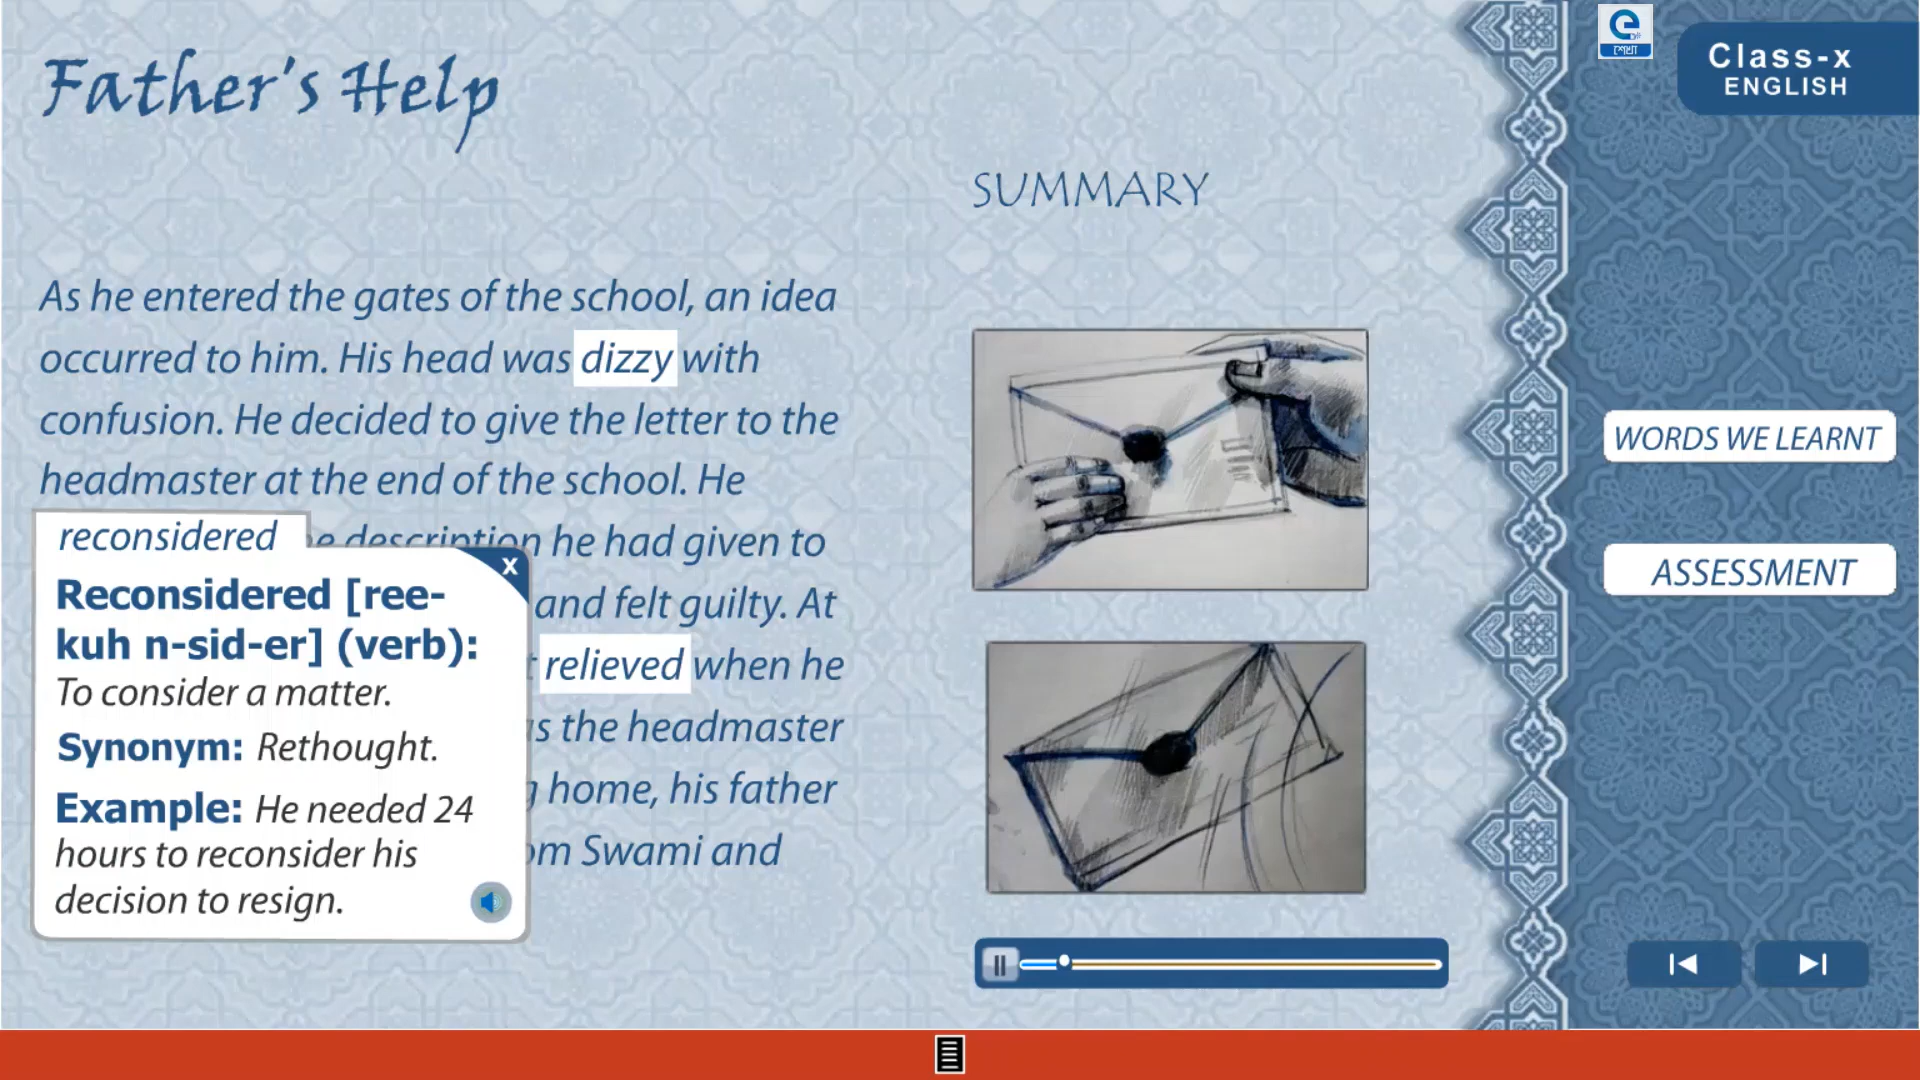 Father's Help
Class-x
ENGLISH
SUMMARY
As he entered the gates of the school, an idea
occurred to him. His head was dizzy with
confusion. He decided to give the letter to the
headmaster at the end of the school. He
reconsidered description he had given to
and felt guilty. At
relieved when he
the headmaster
home, his father
Swami and
X
Reconsidered [ree-
kuh n-sid-er] (verb):
To consider a matter.
Synonym: Rethought.
Example: He needed 24
hours to reconsider his
decision to resign.
WORDS WE LEARNT
ASSESSMENT